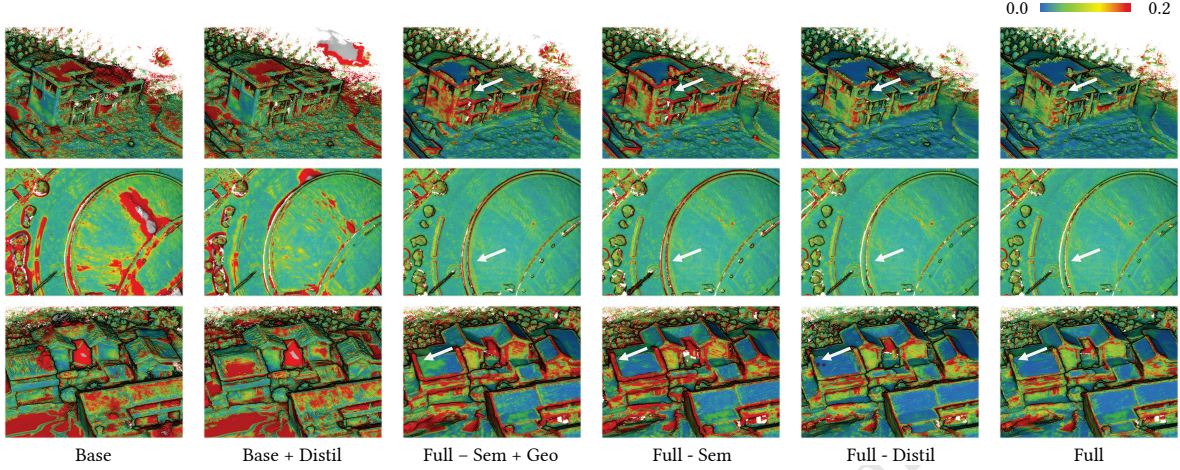 0.0 0.2
Base Base + Distil Full – Sem + Geo Full - Sem Full - Distil Full